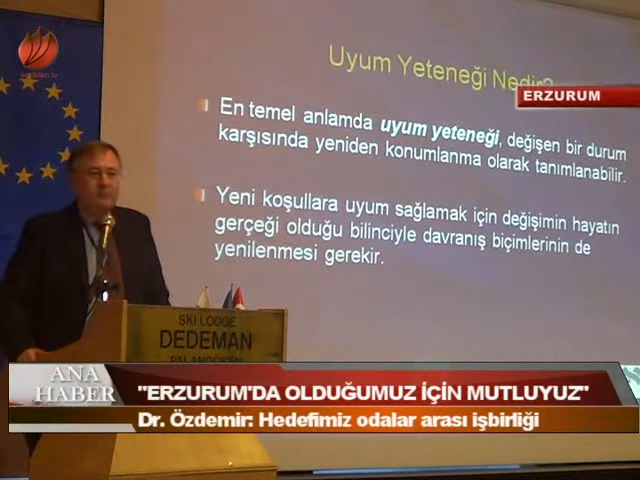 Uyum Yeteneği Nedir?
ERZURUM
En temel anlamda uyum yeteneği, değişen bir durum
karşısında yeniden konumlanma olarak tanımlanabilir.
Yeni koşullara uyum sağlamak için değişimin hayatın
gerçeği olduğu bilinciyle davranış biçimlerinin de
yenilenmesi gerekir.
SKI LODGE
DEDEMAN
PALANDÖKEN
ANA
HABER
"ERZURUM'DA OLDUĞUMUZ İÇİN MUTLUYUZ"
Dr. Özdemir: Hedefimiz odalar arası işbirliği